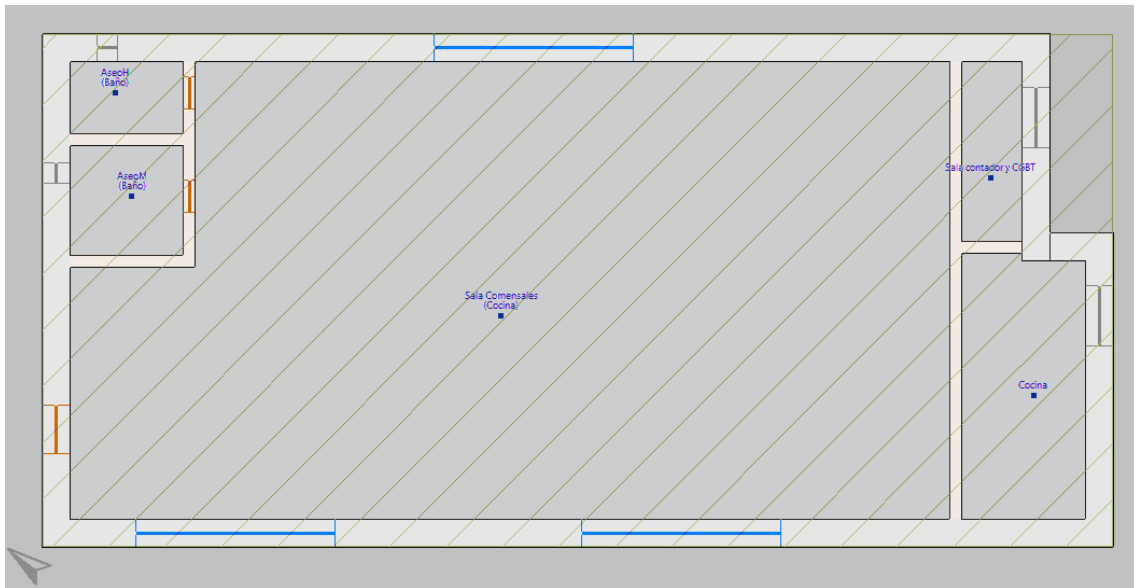 AseoH
(Baño)
AseoM
(Baño)
Sala contador y CGBT
Sala Comensales
(Cocina)
Cocina